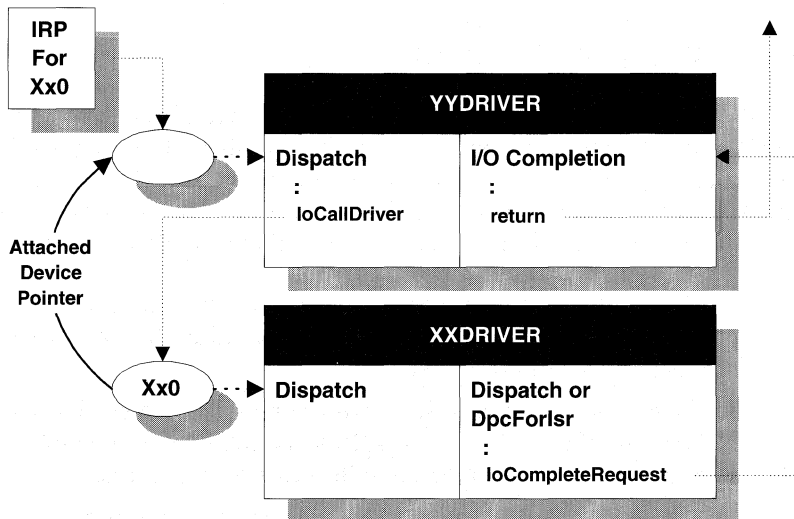 IRP
For
Xx0
YYDRIVER
Dispatch
:
IoCallDriver
I/O Completion
:
return
Attached
Device
Pointer
XXDRIVER
Xx0
Dispatch
Dispatch or
DpcForIsr
:
IoCompleteRequest